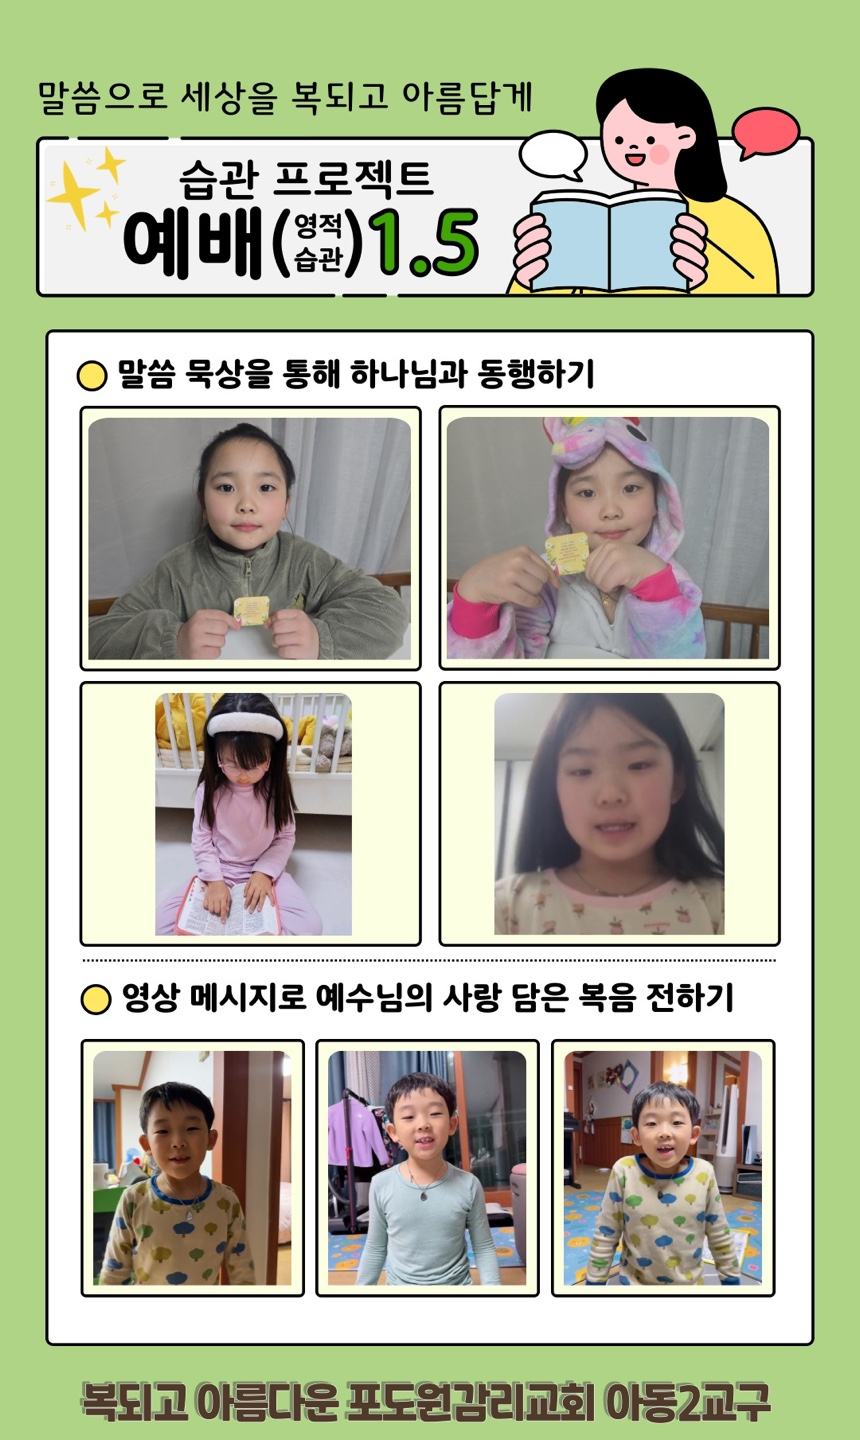 말씀으로 세상을 복되고 아름답게
습관 프로젝트
예배(영적습관)1.5
말씀 묵상을 통해 하나님과 동행하기
영상 메시지로 예수님의 사랑 담은 복음 전하기
복되고 아름다운 포도원감리교회 아동2교구